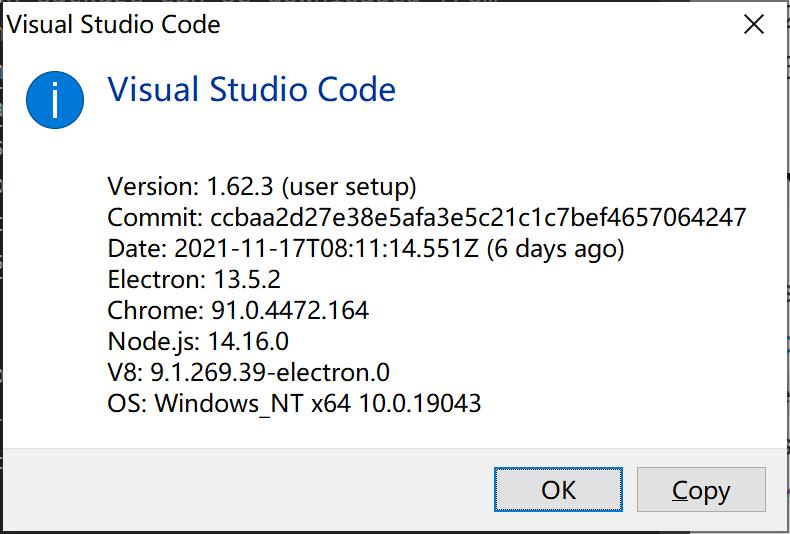 Visual Studio Code
Visual Studio Code
Version: 1.62.3 (user setup)
Commit: ccbaa2d27e38e5afa3e5c21c1c7bef4657064247
Date: 2021-11-17T08:11:14.551Z (6 days ago)
Electron: 13.5.2
Chrome: 91.0.4472.164
Node.js: 14.16.0
V8: 9.1.269.39-electron.0
OS: Windows_NT x64 10.0.19043
OK
Copy